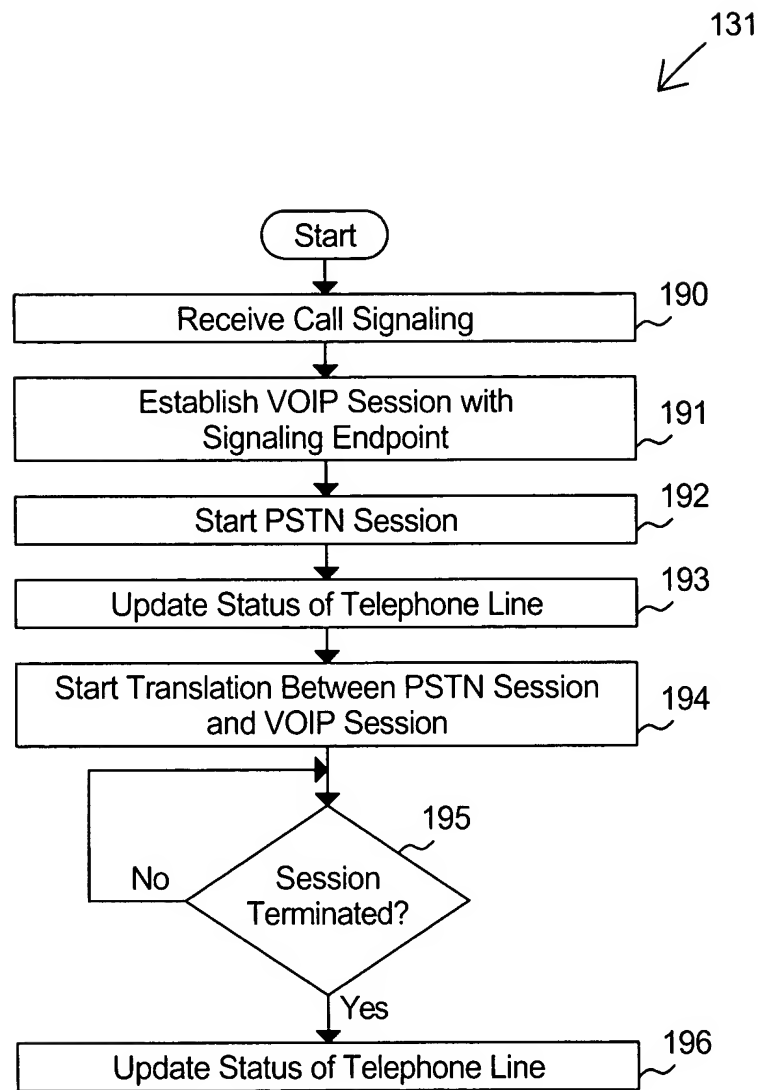 131
Start
Receive Call Signaling
190
Establish VOIP Session with
Signaling Endpoint
191
Start PSTN Session
192
Update Status of Telephone Line
193
Start Translation Between PSTN Session
and VOIP Session
194
195
Session
Terminated?
No
Yes
Update Status of Telephone Line
196